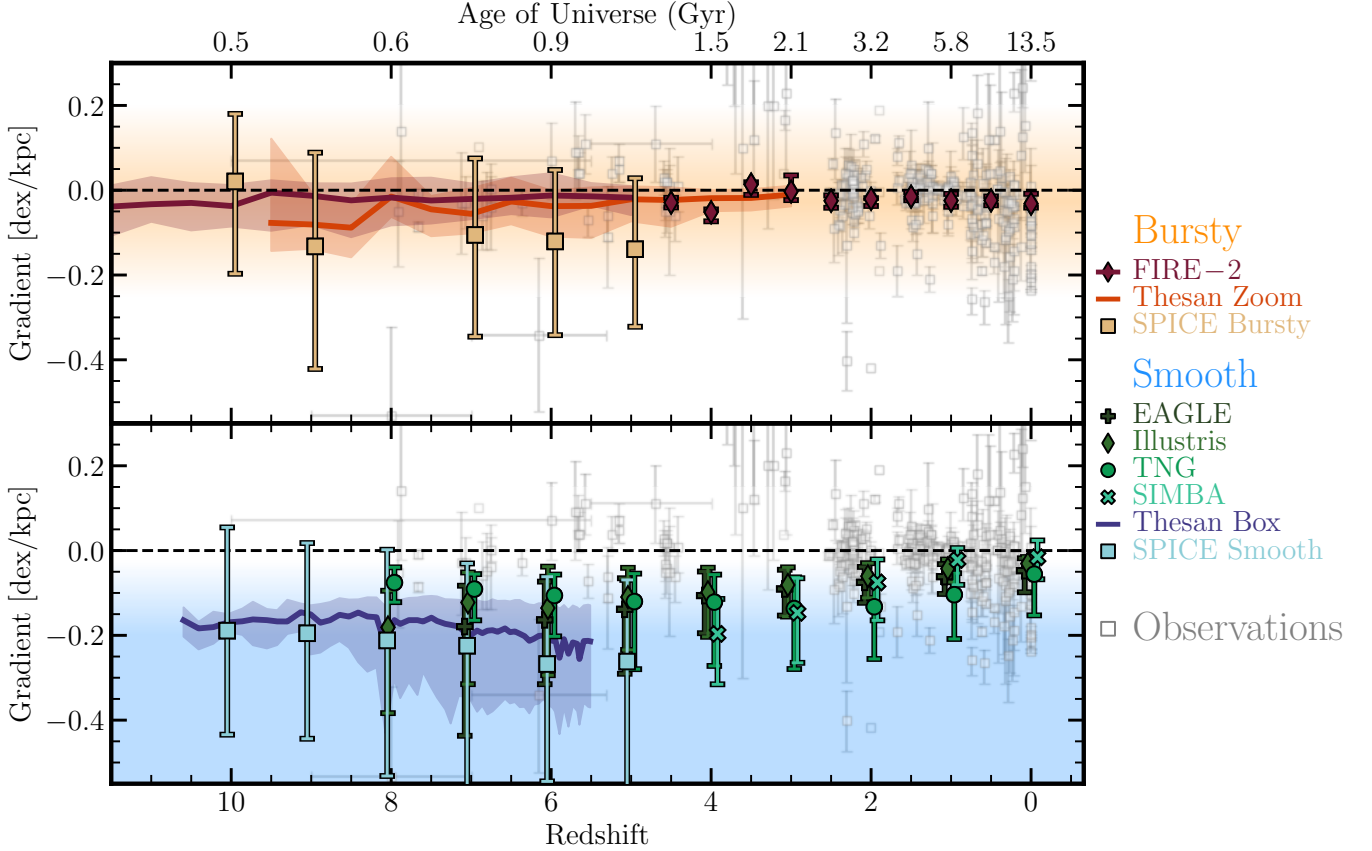 Age of Universe (Gyr)
0.5 0.6 0.9 1.5 2.1 3.2 5.8 13.5
Gradient [dex/kpc]
0.2
0.0
−0.2
−0.4
Bursty
FIRE−2
Thesan Zoom
SPICE Bursty
Smooth
EAGLE
Illustris
TNG
SIMBA
Thesan Box
SPICE Smooth
Observations
Gradient [dex/kpc]
0.2
0.0
−0.2
−0.4
10 8 6 4 2 0
Redshift